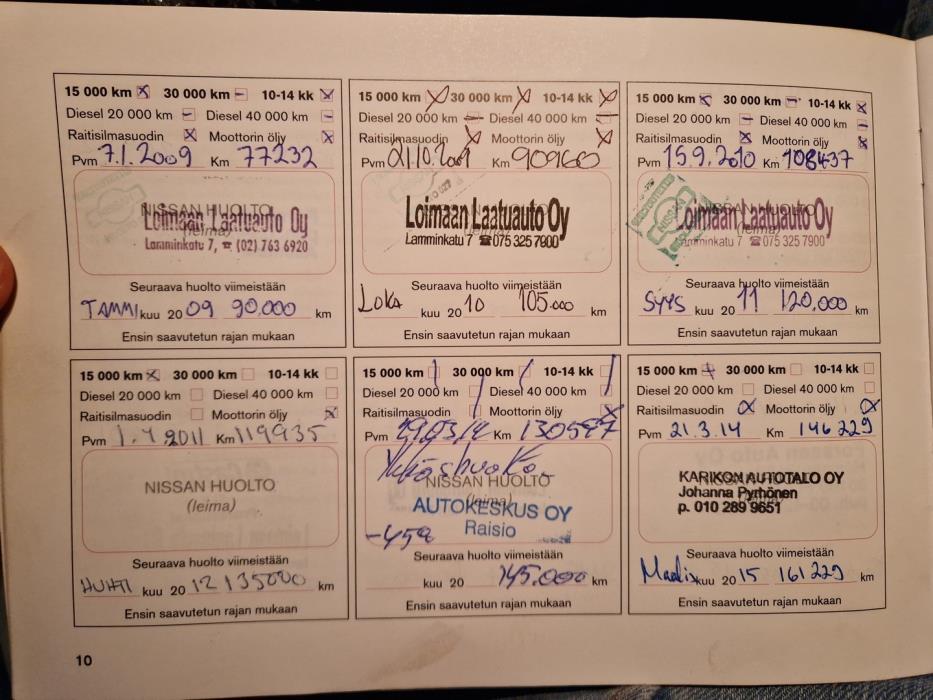 15 000 km 30 000 km 10-14 kk
Diesel 20 000 km Diesel 40 000 km
Raitisilmasuodin Moottorin öljy
Pvm 7.1.2009 Km 77232
NISSAN HUOLTO
(leima)
Loimaan Laatuauto Oy
Lamminkatu 7, ☎ (02) 763 6920
Seuraava huolto viimeistään
TAMMI kuu 20 09 90.000 km
Ensin saavutetun rajan mukaan
15 000 km 30 000 km 10-14 kk
Diesel 20 000 km Diesel 40 000 km
Raitisilmasuodin Moottorin öljy
Pvm Km 90960
Loimaan Laatuauto Oy
Lamminkatu 7 ☎ 075 325 7900
Seuraava huolto viimeistään
LOKA kuu 20 10 105.000 km
Ensin saavutetun rajan mukaan
15 000 km 30 000 km 10-14 kk
Diesel 20 000 km Diesel 40 000 km
Raitisilmasuodin Moottorin öljy
Pvm 15.9.2010 Km 108437
NISSAN
Loimaan Laatuauto Oy
Lamminkatu 7 ☎ 075 325 7900
Seuraava huolto viimeistään
SYYS kuu 20 11 120.000 km
Ensin saavutetun rajan mukaan
15 000 km 30 000 km 10-14 kk
Diesel 20 000 km Diesel 40 000 km
Raitisilmasuodin Moottorin öljy
Pvm 1.4.2011 Km 119935
NISSAN HUOLTO
(leima)
Seuraava huolto viimeistään
HUHTI kuu 20 12 135000 km
Ensin saavutetun rajan mukaan
15 000 km 30 000 km 10-14 kk
Diesel 20 000 km Diesel 40 000 km
Raitisilmasuodin Moottorin öljy
Pvm Km 130597
NISSAN HUOLTO
(leima)
AUTOKESKUS OY
Raisio
Seuraava huolto viimeistään
kuu 20 145.000 km
Ensin saavutetun rajan mukaan
15 000 km 30 000 km 10-14 kk
Diesel 20 000 km Diesel 40 000 km
Raitisilmasuodin Moottorin öljy
Pvm 21.3.14 Km 146229
KARIKON AUTOTALO OY
Johanna Pyrhönen
p. 010 289 9651
Seuraava huolto viimeistään
Maalis kuu 20 15 161229 km
Ensin saavutetun rajan mukaan
10